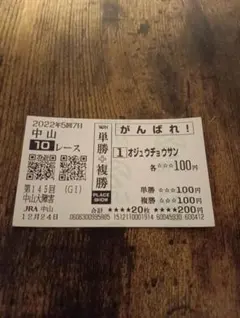 2022年5回7日
中山
10 レース
第145回 (GI)
中山大障害
JRA 中山
12月24日
WIN
単勝+複勝
PLACE SHOW
がんばれ!
1 オジュウチョウサン
各☆☆☆100円
単勝 ☆☆☆100円
複勝 ☆☆☆100円
合計 ★★★★20枚 ★★★★200円